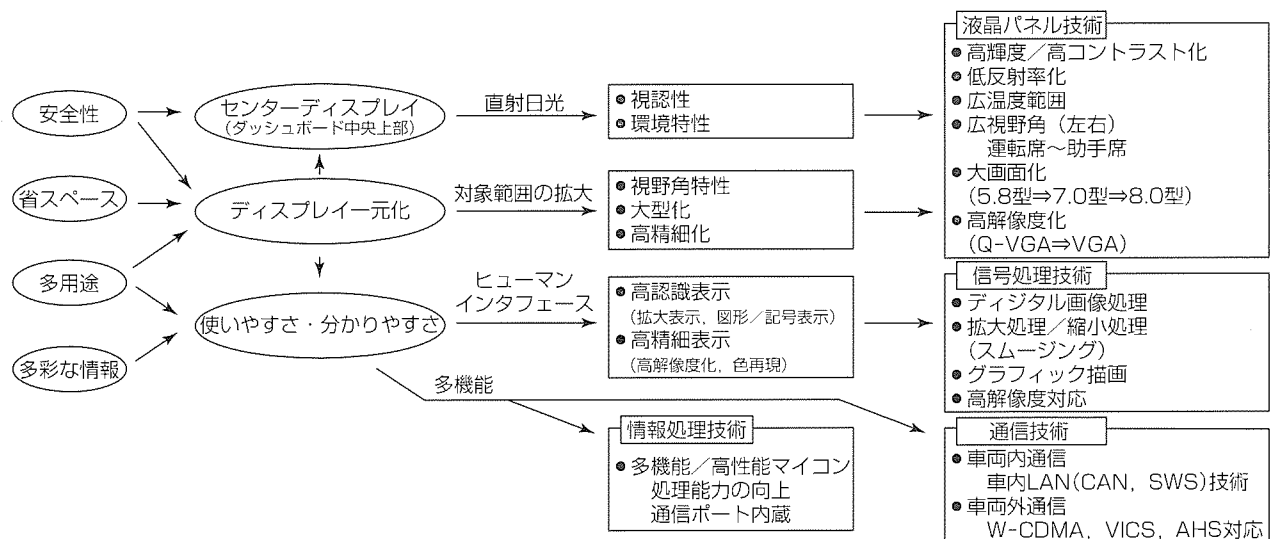 安全性
省スペース
多用途
多彩な情報
センターディスプレイ
(ダッシュボード中央上部)
ディスプレイ一元化
使いやすさ・分かりやすさ
直射日光
対象範囲の拡大
ヒューマン
インタフェース
多機能
●視認性
●環境特性
●視野角特性
●大型化
●高精細化
●高認識表示
(拡大表示,図形/記号表示)
●高精細表示
(高解像度化,色再現)
情報処理技術
●多機能/高性能マイコン
処理能力の向上
通信ポート内蔵
液晶パネル技術
●高輝度/高コントラスト化
●低反射率化
●広温度範囲
●広視野角(左右)
運転席~助手席
●大画面化
(5.8型⇒7.0型⇒8.0型)
●高解像度化
(Q-VGA⇒VGA)
信号処理技術
●ディジタル画像処理
●拡大処理/縮小処理
(スムージング)
●グラフィック描画
●高解像度対応
通信技術
●車両内通信
車内LAN(CAN,SWS)技術
●車両外通信
W-CDMA,VICS,AHS対応